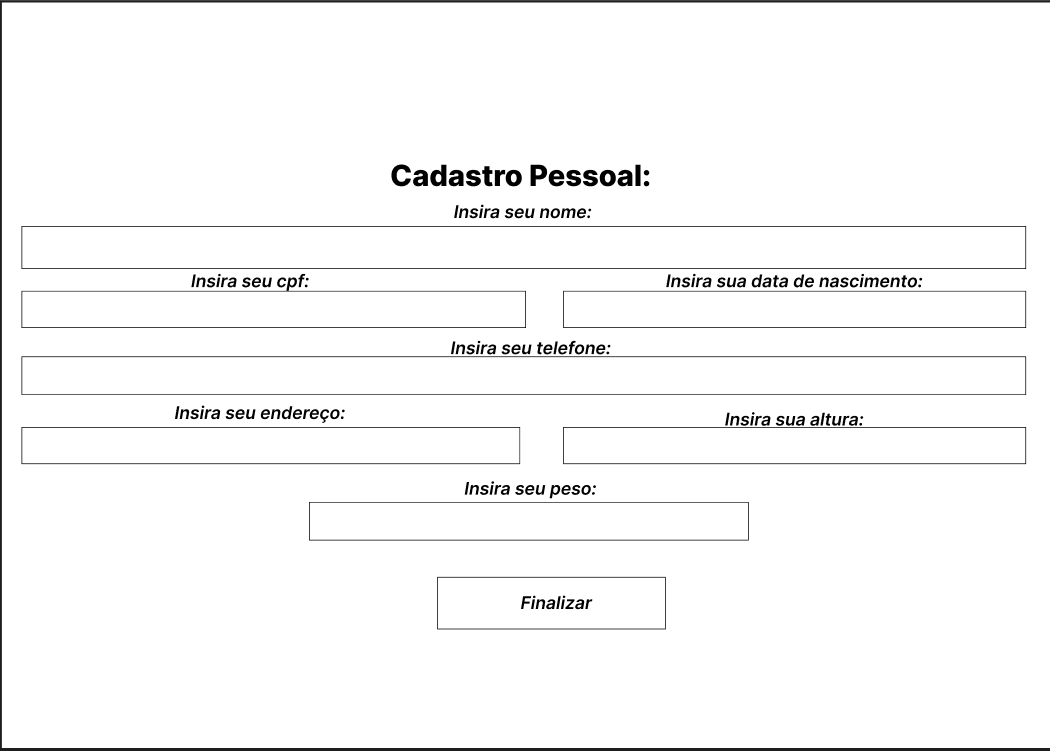 Cadastro Pessoal:
Insira seu nome:
Insira seu cpf:
Insira sua data de nascimento:
Insira seu telefone:
Insira seu endereço:
Insira sua altura:
Insira seu peso:
Finalizar